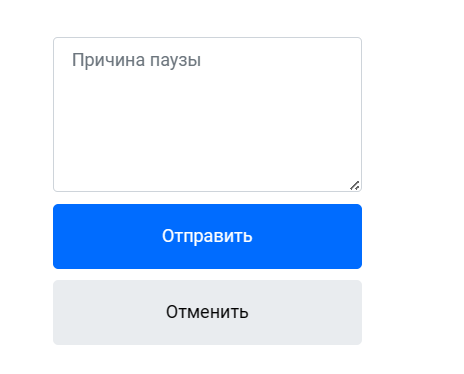 Причина паузы
Отправить
Отменить